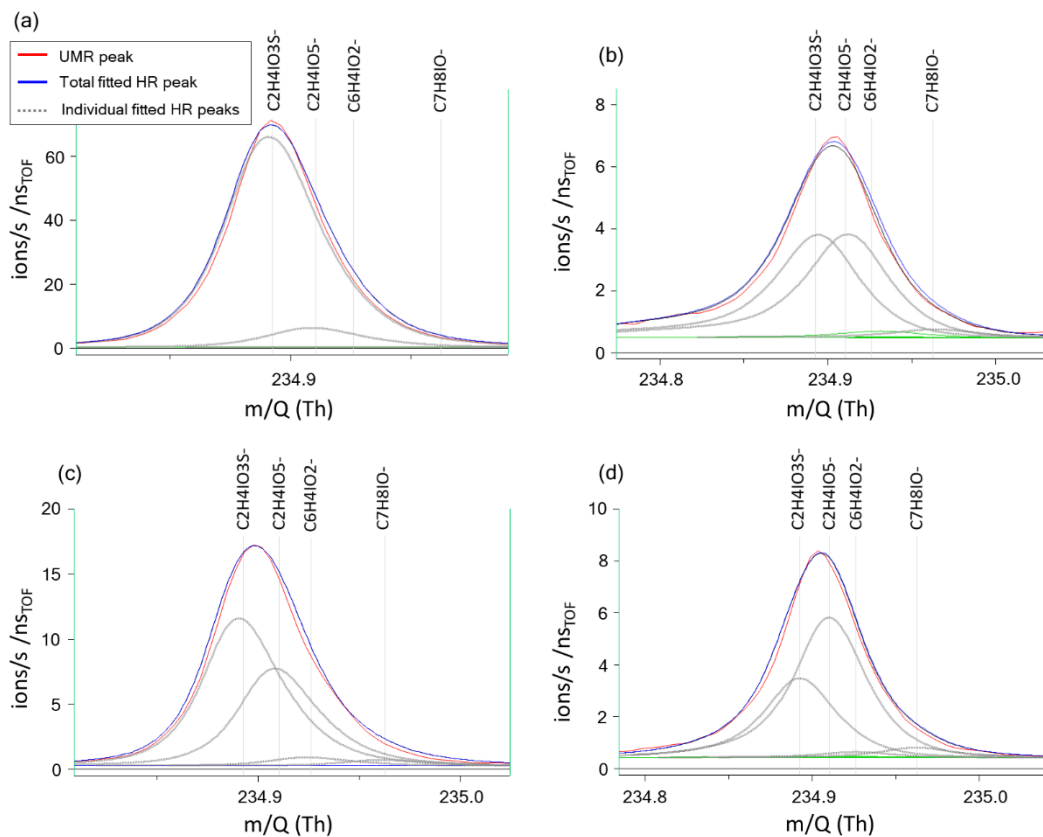 (a)
UMR peak
Total fitted HR peak
Individual fitted HR peaks
C2H4IO3S-
C2H4IO5-
C6H4IO2-
C7H8IO-
60
40
20
0
ions/s /nsTOF
234.9
m/Q (Th)
(b)
C2H4IO3S-
C2H4IO5-
C6H4IO2-
C7H8IO-
8
6
4
2
0
ions/s /nsTOF
234.8 234.9 235.0
m/Q (Th)
(c)
C2H4IO3S-
C2H4IO5-
C6H4IO2-
C7H8IO-
20
15
10
5
0
ions/s /nsTOF
234.9 235.0
m/Q (Th)
(d)
C2H4IO3S-
C2H4IO5-
C6H4IO2-
C7H8IO-
10
8
6
4
2
0
ions/s /nsTOF
234.8 234.9 235.0
m/Q (Th)